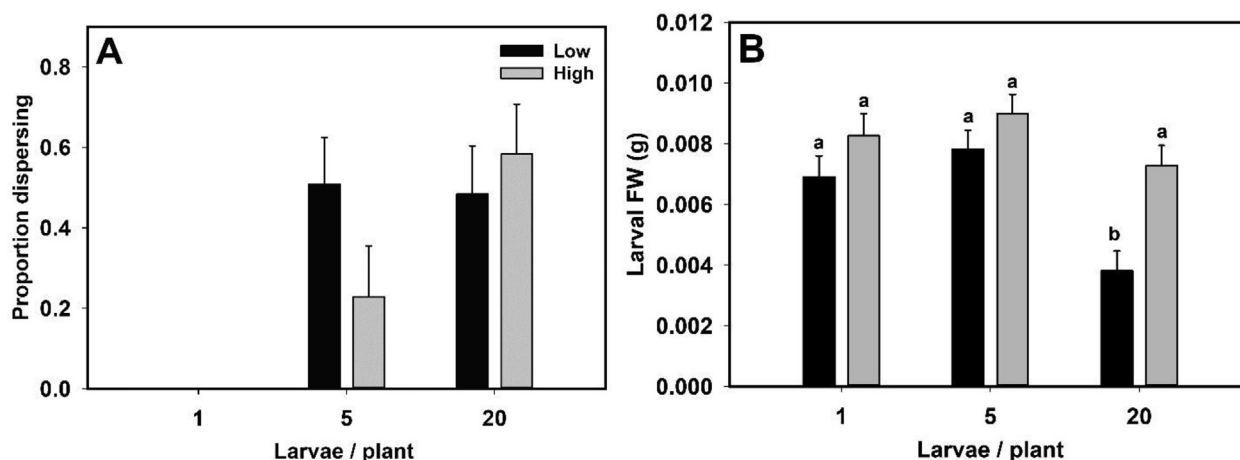 A
Low
High
Proportion dispersing
0.8
0.6
0.4
0.2
0.0
1 5 20
Larvae / plant
B
Larval FW (g)
0.012
0.010
0.008
0.006
0.004
0.002
0.000
a a a a b a
1 5 20
Larvae / plant